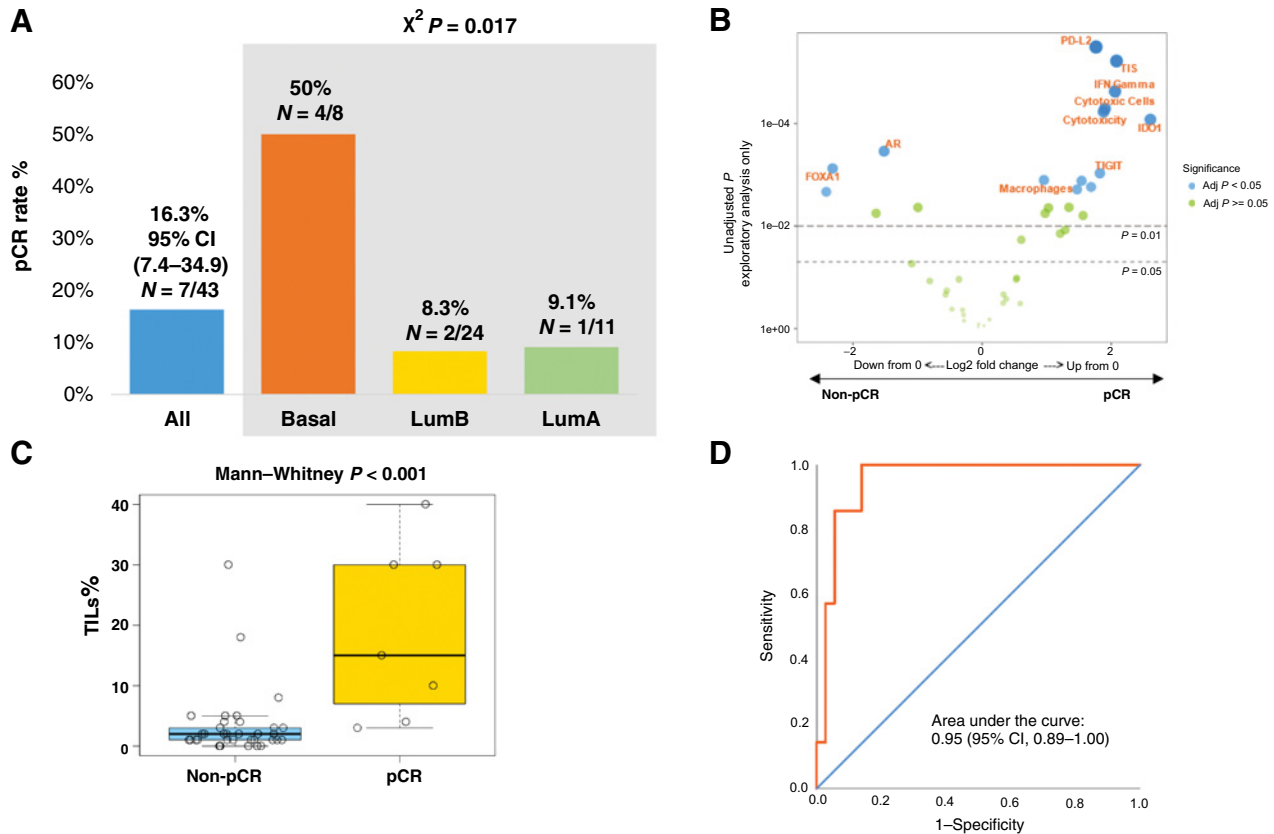 A
X² P = 0.017
pCR rate %
60%
50%
40%
30%
20%
10%
0%
16.3%
95% CI
(7.4–34.9)
N = 7/43
50%
N = 4/8
8.3%
N = 2/24
9.1%
N = 1/11
All
Basal
LumB
LumA
B
Unadjusted P
exploratory analysis only
1e–04
1e–02
1e+00
PD-L2
TIS
IFN Gamma
Cytotoxic Cells
Cytotoxicity
IDO1
AR
FOXA1
TIGIT
Macrophages
P = 0.01
P = 0.05
Significance
Adj P < 0.05
Adj P >= 0.05
–2
0
2
Down from 0
Log2 fold change
Up from 0
Non-pCR
pCR
C
Mann–Whitney P < 0.001
TILs%
40
30
20
10
0
Non-pCR
pCR
D
Sensitivity
1.0
0.8
0.6
0.4
0.2
0.0
Area under the curve:
0.95 (95% CI, 0.89–1.00)
0.0
0.2
0.4
0.6
0.8
1.0
1–Specificity